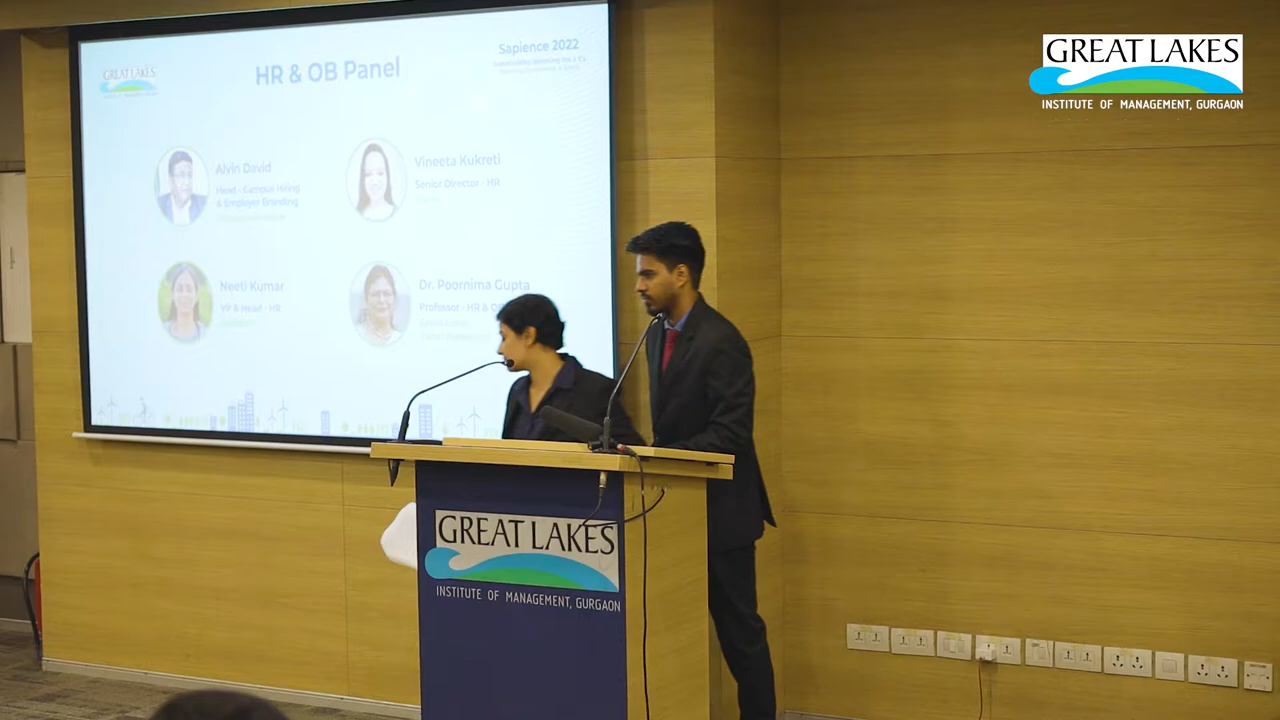 GREAT LAKES
HR & OB Panel
Sapience 2022
Alvin David
Head - Campus Hiring
& Employer Branding
Vineeta Kukreti
Senior Director - HR
Neeti Kumar
VP & Head - HR
Dr. Poornima Gupta
Professor - HR & OB
GREAT LAKES
INSTITUTE OF MANAGEMENT, GURGAON
GREAT LAKES
INSTITUTE OF MANAGEMENT, GURGAON